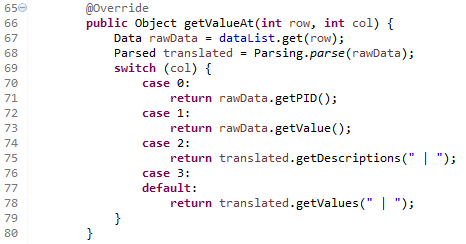 65 @Override
66 public Object getValueAt(int row, int col) {
67 Data rawData = dataList.get(row);
68 Parsed translated = Parsing.parse(rawData);
69 switch (col) {
70 case 0:
71 return rawData.getPID();
72 case 1:
73 return rawData.getValue();
74 case 2:
75 return translated.getDescriptions(" | ");
76 case 3:
77 default:
78 return translated.getValues(" | ");
79 }
80 }